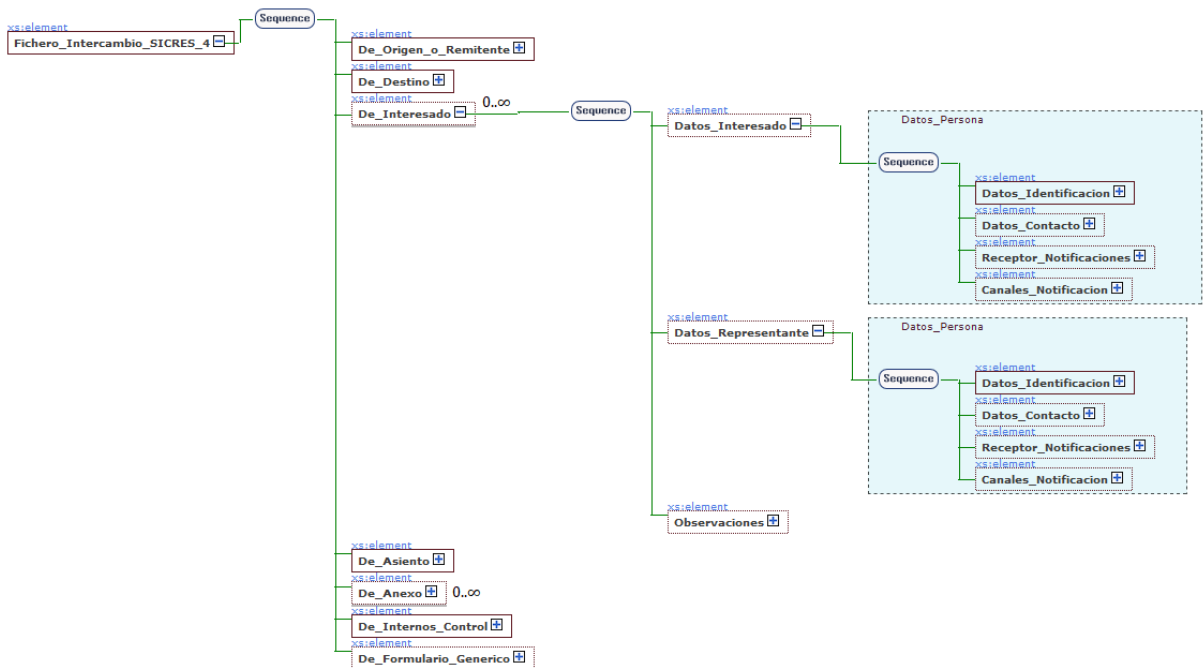 xs:element
Fichero_Intercambio_SICRES_4
Sequence
xs:element
De_Origen_o_Remitente
xs:element
De_Destino
xs:element
De_Interesado
0..∞
Sequence
xs:element
Datos_Interesado
Datos_Persona
Sequence
xs:element
Datos_Identificacion
xs:element
Datos_Contacto
xs:element
Receptor_Notificaciones
xs:element
Canales_Notificacion
xs:element
Datos_Representante
Datos_Persona
Sequence
xs:element
Datos_Identificacion
xs:element
Datos_Contacto
xs:element
Receptor_Notificaciones
xs:element
Canales_Notificacion
xs:element
Observaciones
xs:element
De_Asiento
xs:element
De_Anexo
0..∞
xs:element
De_Internos_Control
xs:element
De_Formulario_Generico